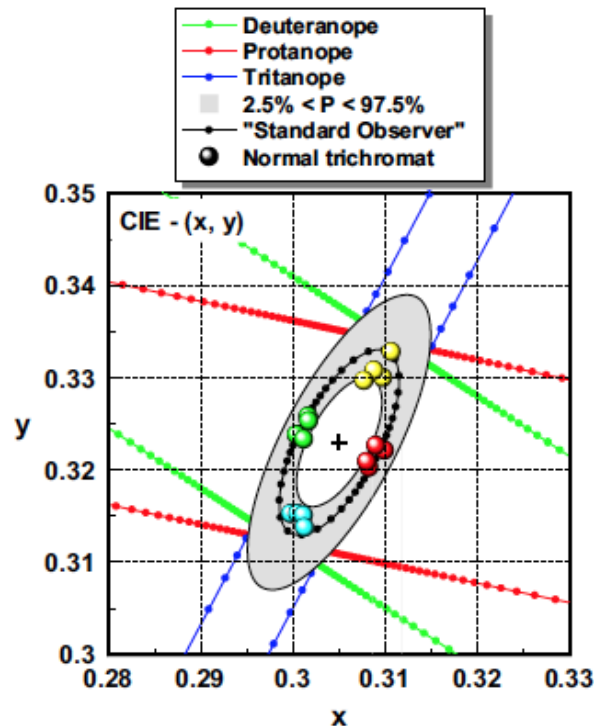 Deuteranope
Protanope
Tritanope
2.5% < P < 97.5%
"Standard Observer"
Normal trichromat
CIE - (x, y)
0.35
0.34
0.33
y
0.32
0.31
0.3
0.28 0.29 0.3 0.31 0.32 0.33
x